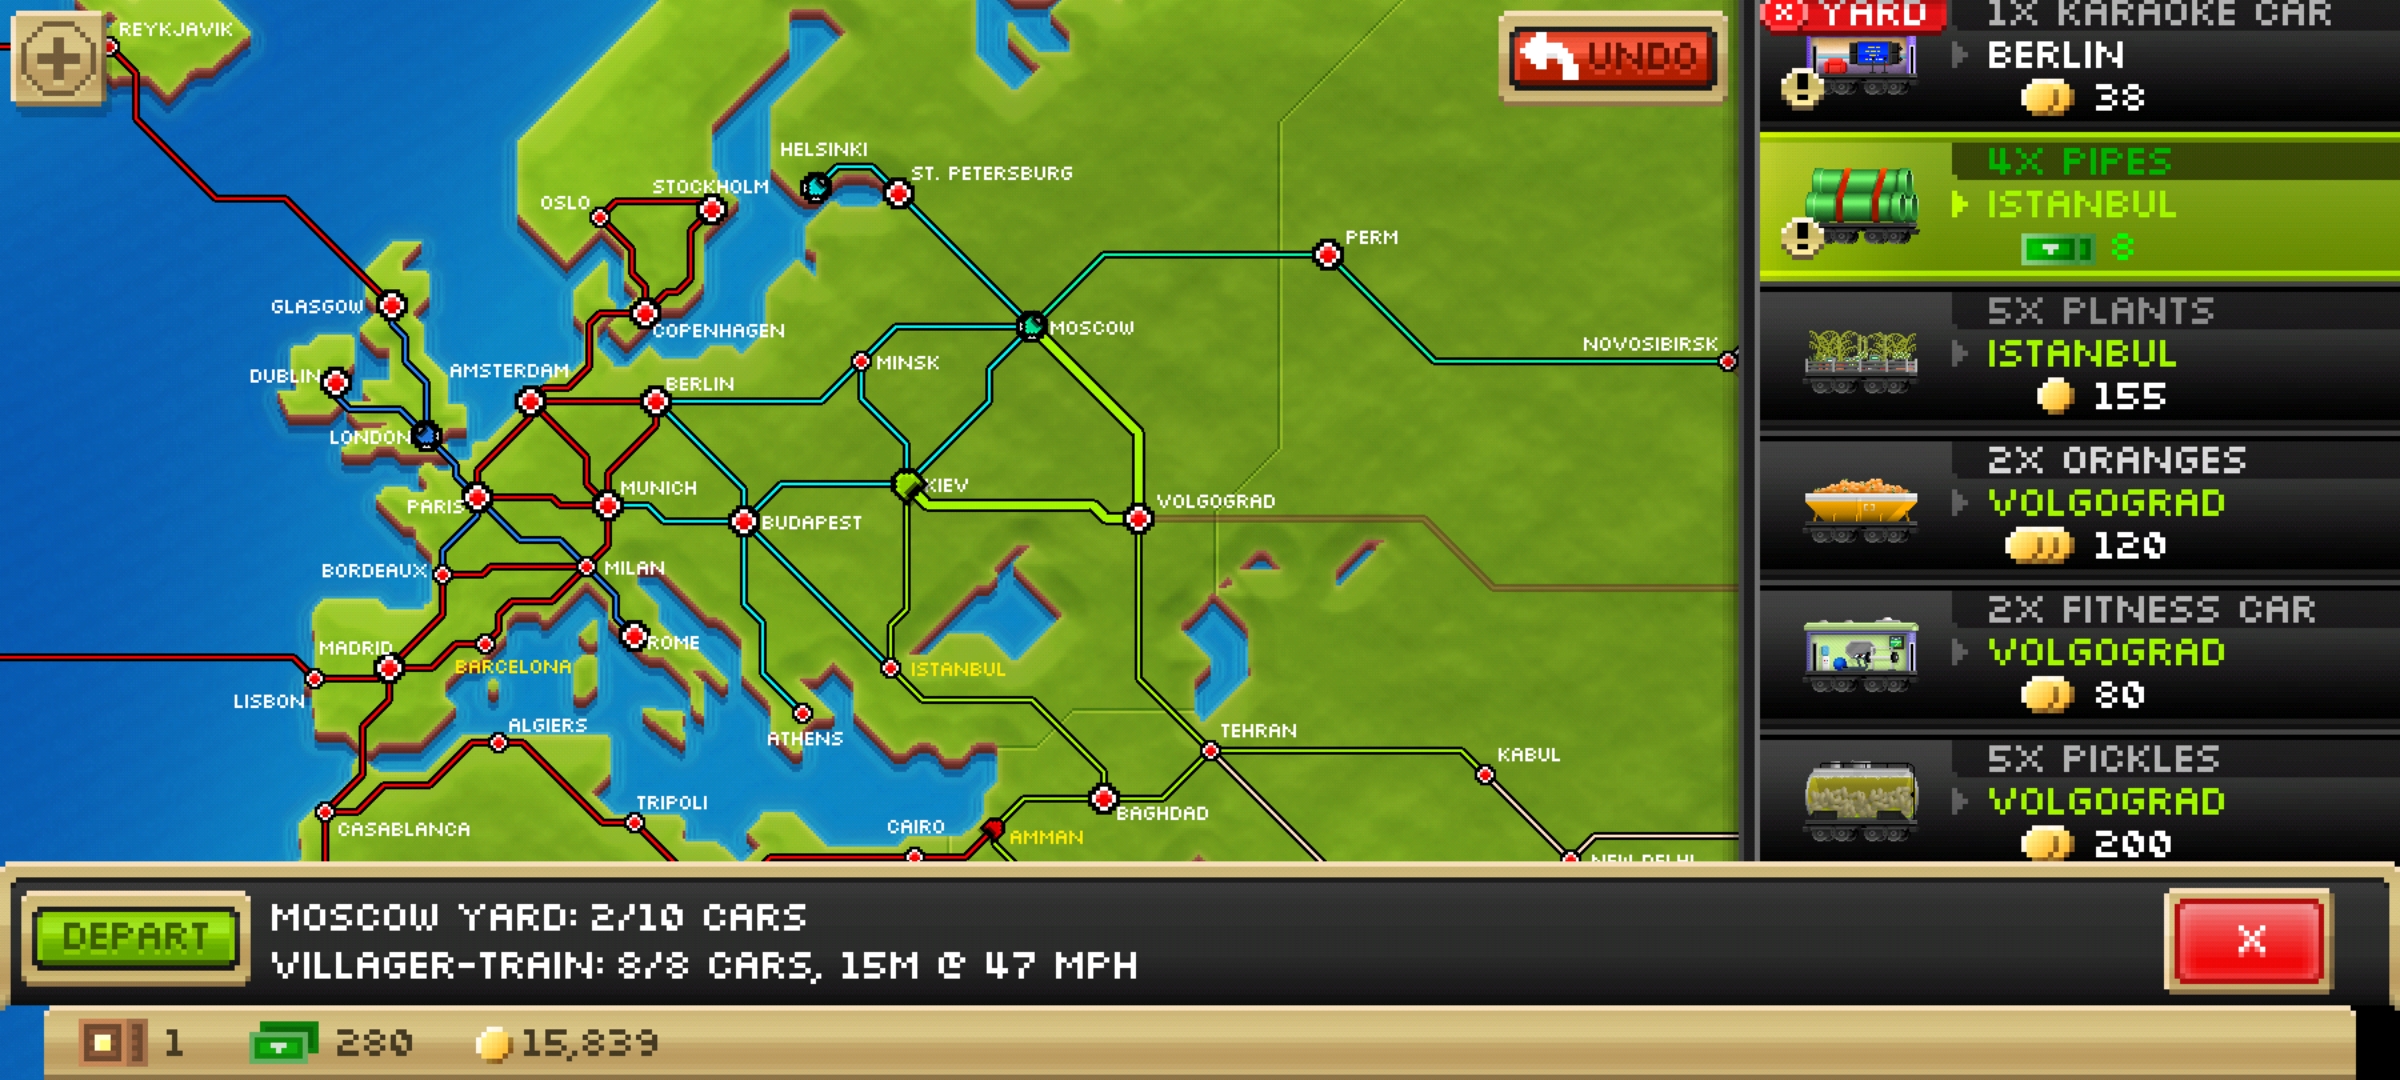 REYKJAVIK
UNDO
HELSINKI
ST. PETERSBURG
STOCKHOLM
OSLO
PERM
GLASGOW
COPENHAGEN
MOSCOW
NOVOSIBIRSK
MINSK
DUBLIN
AMSTERDAM
BERLIN
LONDON
MUNICH
KIEV
PARIS
BUDAPEST
VOLGOGRAD
BORDEAUX
MILAN
MADRID
ROME
BARCELONA
ISTANBUL
LISBON
ALGIERS
ATHENS
TEHRAN
KABUL
TRIPOLI
CASABLANCA
CAIRO
AMMAN
BAGHDAD
NEW DELHI
X YARD
1X KARAOKE CAR
BERLIN
38
4X PIPES
ISTANBUL
8
5X PLANTS
ISTANBUL
155
2X ORANGES
VOLGOGRAD
120
2X FITNESS CAR
VOLGOGRAD
80
5X PICKLES
VOLGOGRAD
200
DEPART
MOSCOW YARD: 2/10 CARS
VILLAGER-TRAIN: 8/8 CARS, 15M @ 47 MPH
X
1
280
15,839